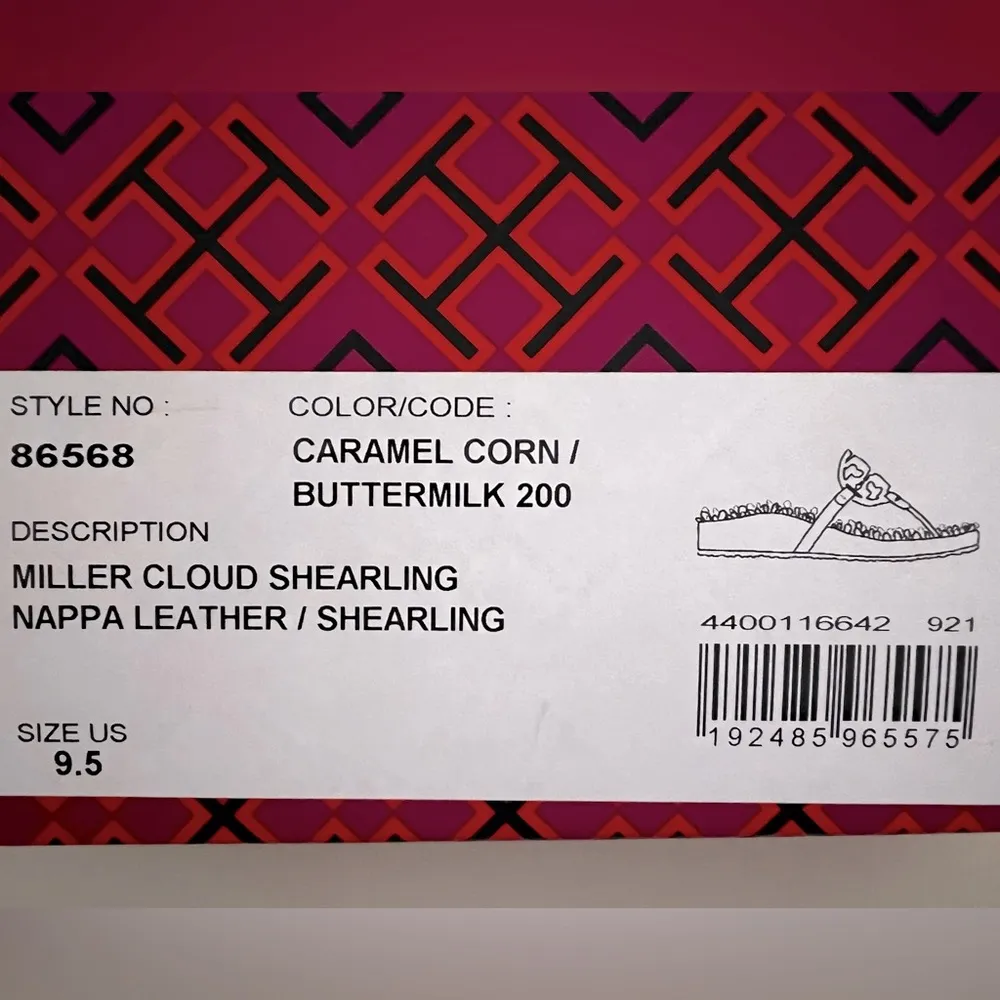 STYLE NO :
86568
COLOR/CODE :
CARAMEL CORN /
BUTTERMILK 200
DESCRIPTION
MILLER CLOUD SHEARLING
NAPPA LEATHER / SHEARLING
SIZE US
9.5
4400116642 921
192485 965575